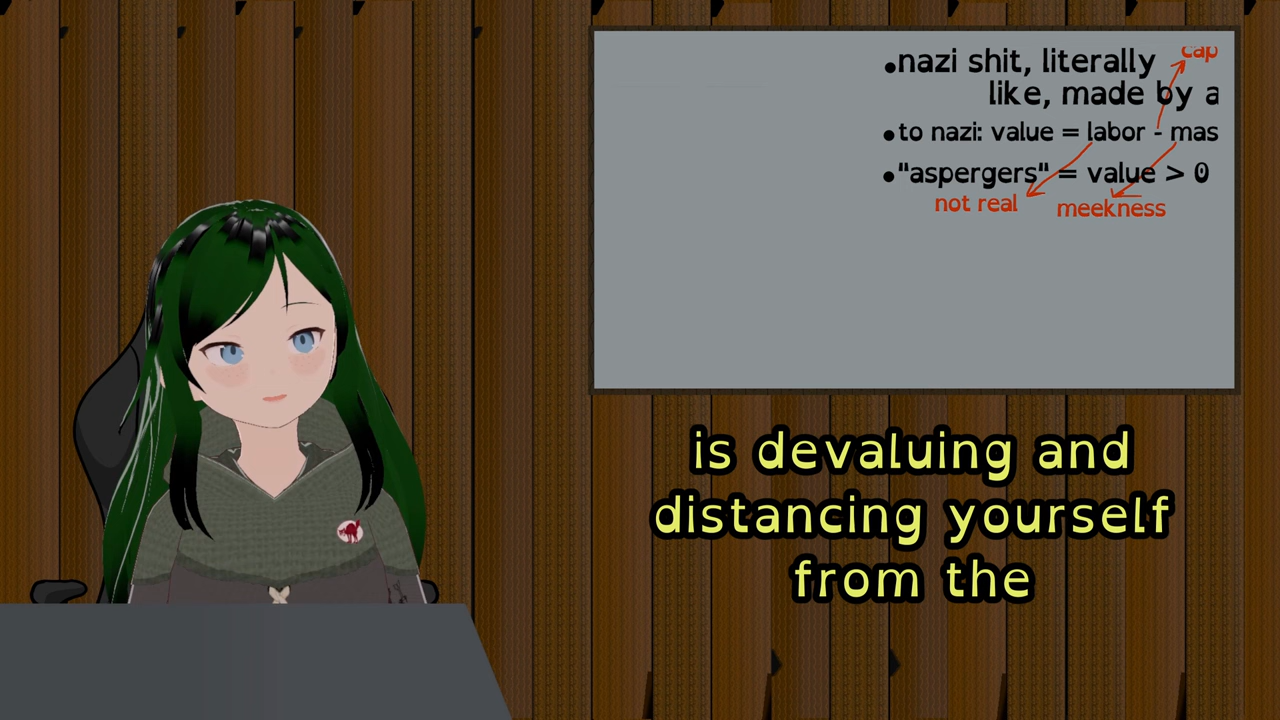 •nazi shit, literally
cap
like, made by a
•to nazi: value = labor - mas
•"aspergers" = value > 0
not real
meekness
is devaluing and
distancing yourself
from the